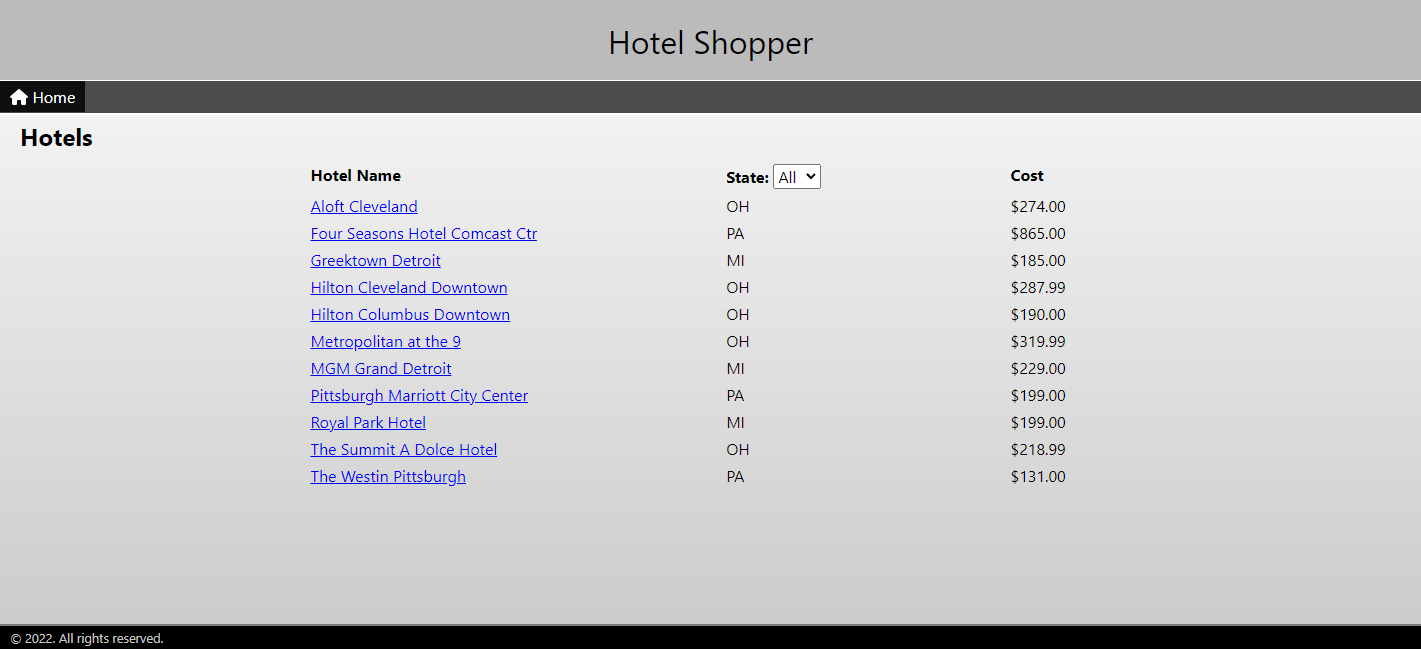 Hotel Shopper
Home
Hotels
Hotel Name State: All Cost
Aloft Cleveland OH $274.00
Four Seasons Hotel Comcast Ctr PA $865.00
Greektown Detroit MI $185.00
Hilton Cleveland Downtown OH $287.99
Hilton Columbus Downtown OH $190.00
Metropolitan at the 9 OH $319.99
MGM Grand Detroit MI $229.00
Pittsburgh Marriott City Center PA $199.00
Royal Park Hotel MI $199.00
The Summit A Dolce Hotel OH $218.99
The Westin Pittsburgh PA $131.00
© 2022. All rights reserved.